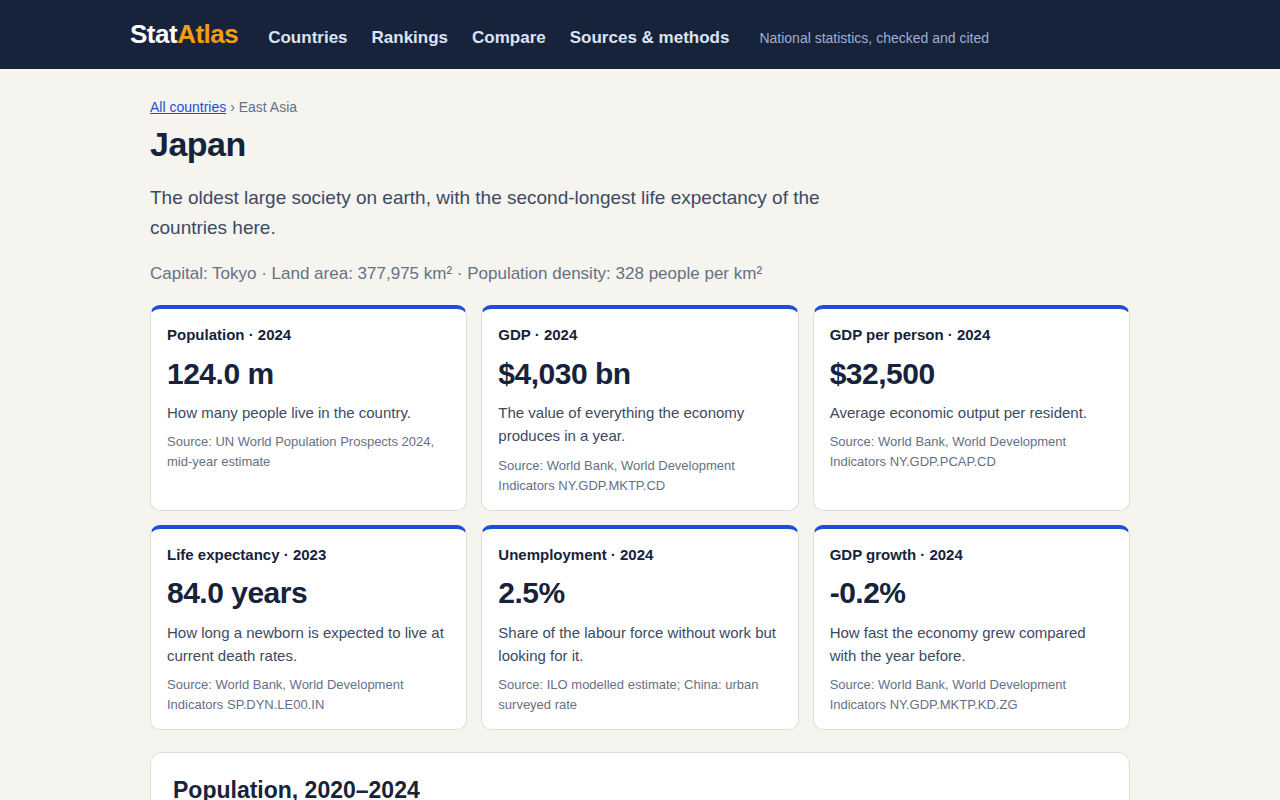 StatAtlas
Countries
Rankings
Compare
Sources & methods
National statistics, checked and cited
All countries › East Asia
Japan
The oldest large society on earth, with the second-longest life expectancy of the
countries here.
Capital: Tokyo · Land area: 377,975 km² · Population density: 328 people per km²
Population · 2024
124.0 m
How many people live in the country.
Source: UN World Population Prospects 2024,
mid-year estimate
GDP · 2024
$4,030 bn
The value of everything the economy
produces in a year.
Source: World Bank, World Development
Indicators NY.GDP.MKTP.CD
GDP per person · 2024
$32,500
Average economic output per resident.
Source: World Bank, World Development
Indicators NY.GDP.PCAP.CD
Life expectancy · 2023
84.0 years
How long a newborn is expected to live at
current death rates.
Source: World Bank, World Development
Indicators SP.DYN.LE00.IN
Unemployment · 2024
2.5%
Share of the labour force without work but
looking for it.
Source: ILO modelled estimate; China: urban
surveyed rate
GDP growth · 2024
-0.2%
How fast the economy grew compared
with the year before.
Source: World Bank, World Development
Indicators NY.GDP.MKTP.KD.ZG
Population, 2020–2024